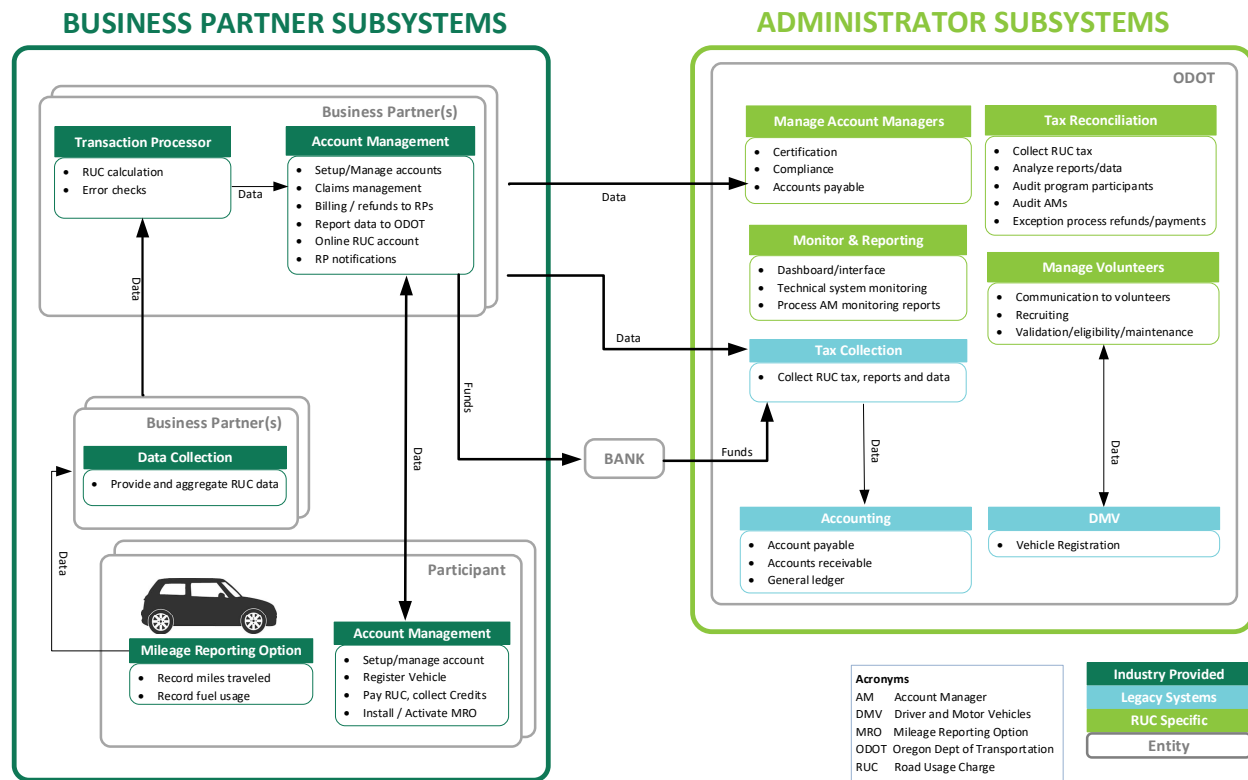 BUSINESS PARTNER SUBSYSTEMS
Business Partner(s)
Transaction Processor
• RUC calculation
• Error checks
Data
Account Management
• Setup/Manage accounts
• Claims management
• Billing / refunds to RPs
• Report data to ODOT
• Online RUC account
• RP notifications
Data
Data
Funds
Data
Data
Business Partner(s)
Data Collection
• Provide and aggregate RUC data
Data
Participant
Mileage Reporting Option
• Record miles traveled
• Record fuel usage
Account Management
• Setup/manage account
• Register Vehicle
• Pay RUC, collect Credits
• Install / Activate MRO
BANK
Funds
ADMINISTRATOR SUBSYSTEMS
ODOT
Manage Account Managers
• Certification
• Compliance
• Accounts payable
Tax Reconciliation
• Collect RUC tax
• Analyze reports/data
• Audit program participants
• Audit AMs
• Exception process refunds/payments
Monitor & Reporting
• Dashboard/interface
• Technical system monitoring
• Process AM monitoring reports
Manage Volunteers
• Communication to volunteers
• Recruiting
• Validation/eligibility/maintenance
Tax Collection
• Collect RUC tax, reports and data
Data
Data
Accounting
• Account payable
• Accounts receivable
• General ledger
DMV
• Vehicle Registration
Acronyms
AM Account Manager
DMV Driver and Motor Vehicles
MRO Mileage Reporting Option
ODOT Oregon Dept of Transportation
RUC Road Usage Charge
Industry Provided
Legacy Systems
RUC Specific
Entity